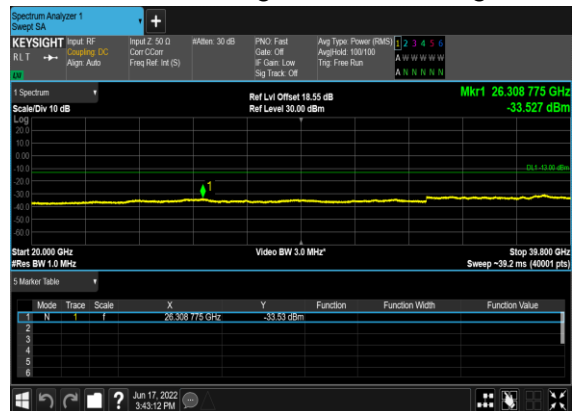 Spectrum Analyzer 1
Swept SA
+
KEYSIGHT Input: RF Input Z: 50 Ω #Atten: 30 dB PNO: Fast Avg Type: Power (RMS) 1 2 3 4 5 6
RLT Coupling: DC Corr CCorr Gate: Off Avg|Hold: 100/100 A W W W W W
Align: Auto Freq Ref: Int (S) IF Gain: Low Trig: Free Run
Sig Track: Off A N N N N N
1 Spectrum Ref Lvl Offset 18.55 dB Mkr1 26.308 775 GHz
Scale/Div 10 dB Ref Level 30.00 dBm -33.527 dBm
Log
20.0
10.0
0.00
-10.0 DL1 -13.00 dBm
-20.0
1
-30.0
-40.0
-50.0
-60.0
Start 20.000 GHz Video BW 3.0 MHz* Stop 39.800 GHz
#Res BW 1.0 MHz Sweep ~39.2 ms (40001 pts)
5 Marker Table
Mode Trace Scale X Y Function Function Width Function Value
1 N 1 f 26.308 775 GHz -33.53 dBm
2
3
4
5
6
? Jun 17, 2022
3:43:12 PM